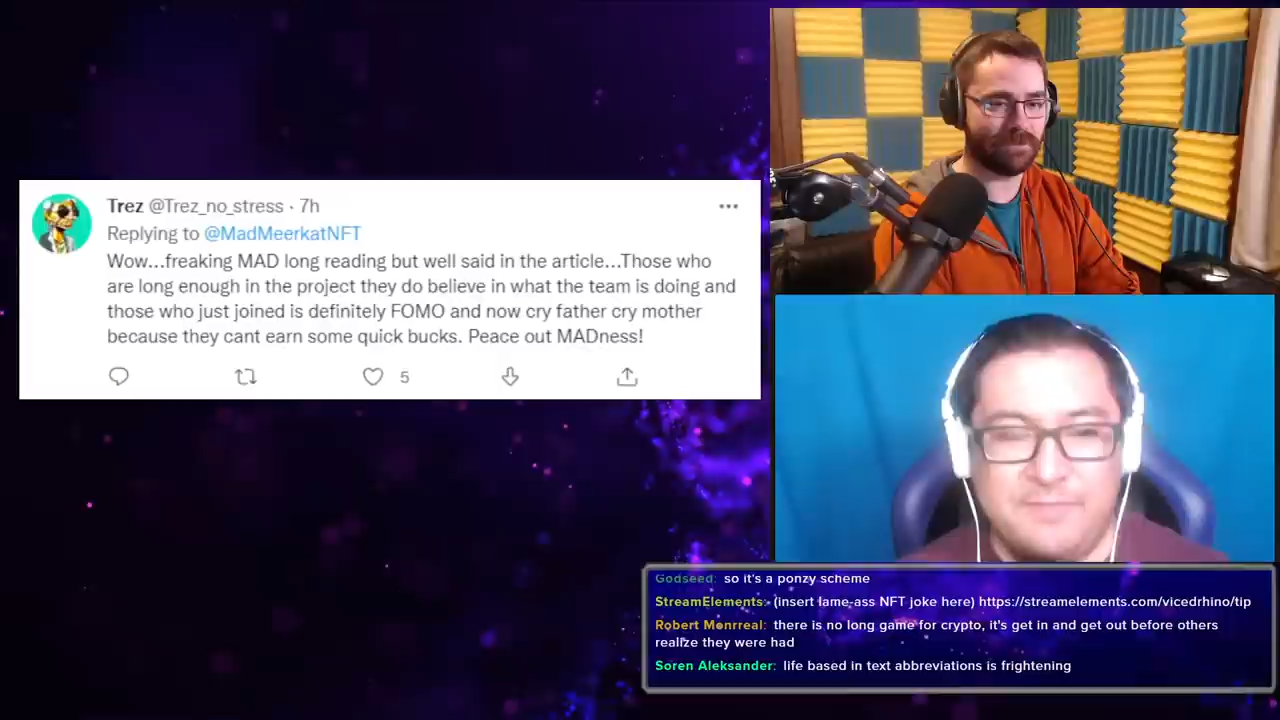 Trez @Trez_no_stress · 7h
Replying to @MadMeerkatNFT
Wow...freaking MAD long reading but well said in the article...Those who
are long enough in the project they do believe in what the team is doing and
those who just joined is definitely FOMO and now cry father cry mother
because they cant earn some quick bucks. Peace out MADness!
5
Godseed: so it's a ponzy scheme
StreamElements: (insert lame-ass NFT joke here) https://streamelements.com/vicedrhino/tip
Robert Monrreal: there is no long game for crypto, it's get in and get out before others
realize they were had
Soren Aleksander: life based in text abbreviations is frightening